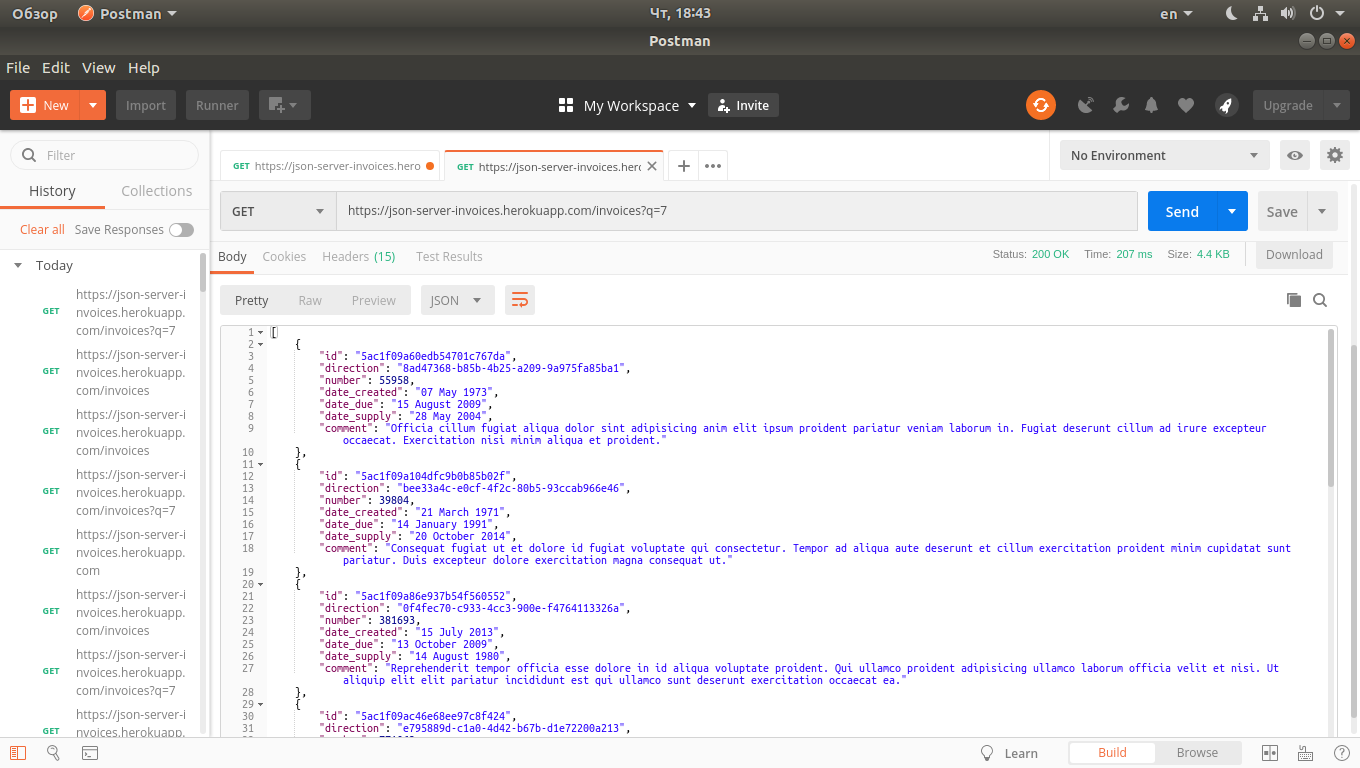 Обзор Postman Чт, 18:43 en
Postman
File Edit View Help
New Import Runner My Workspace Invite Upgrade
Filter
History Collections
Clear all Save Responses
Today
GET https://json-server-i
nvoices.herokuapp.
com/invoices?q=7
GET https://json-server-i
nvoices.herokuapp.
com/invoices
GET https://json-server-i
nvoices.herokuapp.
com/invoices
GET https://json-server-i
nvoices.herokuapp.
com/invoices?q=7
GET https://json-server-i
nvoices.herokuapp.
com
GET https://json-server-i
nvoices.herokuapp.
com/invoices
GET https://json-server-i
nvoices.herokuapp.
com/invoices?q=7
GET https://json-server-i
nvoices.herokuapp.
GET https://json-server-invoices.hero GET https://json-server-invoices.herc
No Environment
GET https://json-server-invoices.herokuapp.com/invoices?q=7 Send Save
Body Cookies Headers (15) Test Results Status: 200 OK Time: 207 ms Size: 4.4 KB Download
Pretty Raw Preview JSON
1 [
2 {
3 "id": "5ac1f09a60edb54701c767da",
4 "direction": "8ad47368-b85b-4b25-a209-9a975fa85ba1",
5 "number": 55958,
6 "date_created": "07 May 1973",
7 "date_due": "15 August 2009",
8 "date_supply": "28 May 2004",
9 "comment": "Officia cillum fugiat aliqua dolor sint adipisicing anim elit ipsum proident pariatur veniam laborum in. Fugiat deserunt cillum ad irure excepteur
occaecat. Exercitation nisi minim aliqua et proident."
10 },
11 {
12 "id": "5ac1f09a104dfc9b0b85b02f",
13 "direction": "bee33a4c-e0cf-4f2c-80b5-93ccab966e46",
14 "number": 39804,
15 "date_created": "21 March 1971",
16 "date_due": "14 January 1991",
17 "date_supply": "20 October 2014",
18 "comment": "Consequat fugiat ut et dolore id fugiat voluptate qui consectetur. Tempor ad aliqua aute deserunt et cillum exercitation proident minim cupidatat sunt
pariatur. Duis excepteur dolore exercitation magna consequat ut."
19 },
20 {
21 "id": "5ac1f09a86e937b54f560552",
22 "direction": "0f4fec70-c933-4cc3-900e-f4764113326a",
23 "number": 381693,
24 "date_created": "15 July 2013",
25 "date_due": "13 October 2009",
26 "date_supply": "14 August 1980",
27 "comment": "Reprehenderit tempor officia esse dolore in id aliqua voluptate proident. Qui ullamco proident adipisicing ullamco laborum officia velit et nisi. Ut
aliquip elit elit pariatur incididunt est qui ullamco sunt deserunt exercitation occaecat ea."
28 },
29 {
30 "id": "5ac1f09ac46e68ee97c8f424",
31 "direction": "e795889d-c1a0-4d42-b67b-d1e72200a213",
Learn Build Browse